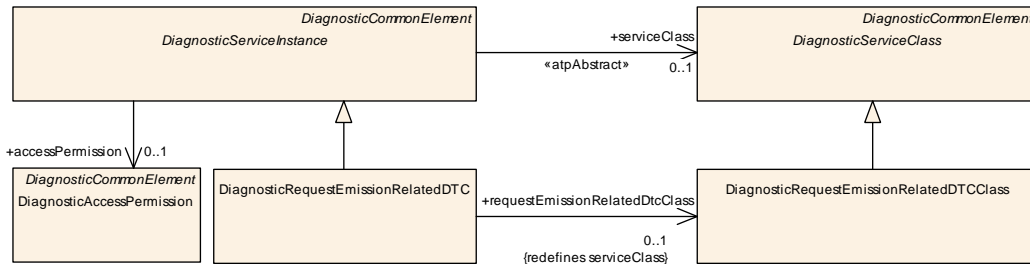 DiagnosticCommonElement
DiagnosticServiceInstance
+serviceClass
«atpAbstract»
0..1
DiagnosticCommonElement
DiagnosticServiceClass
+accessPermission
0..1
DiagnosticCommonElement
DiagnosticAccessPermission
DiagnosticRequestEmissionRelatedDTC
+requestEmissionRelatedDtcClass
0..1
{redefines serviceClass}
DiagnosticRequestEmissionRelatedDTCClass